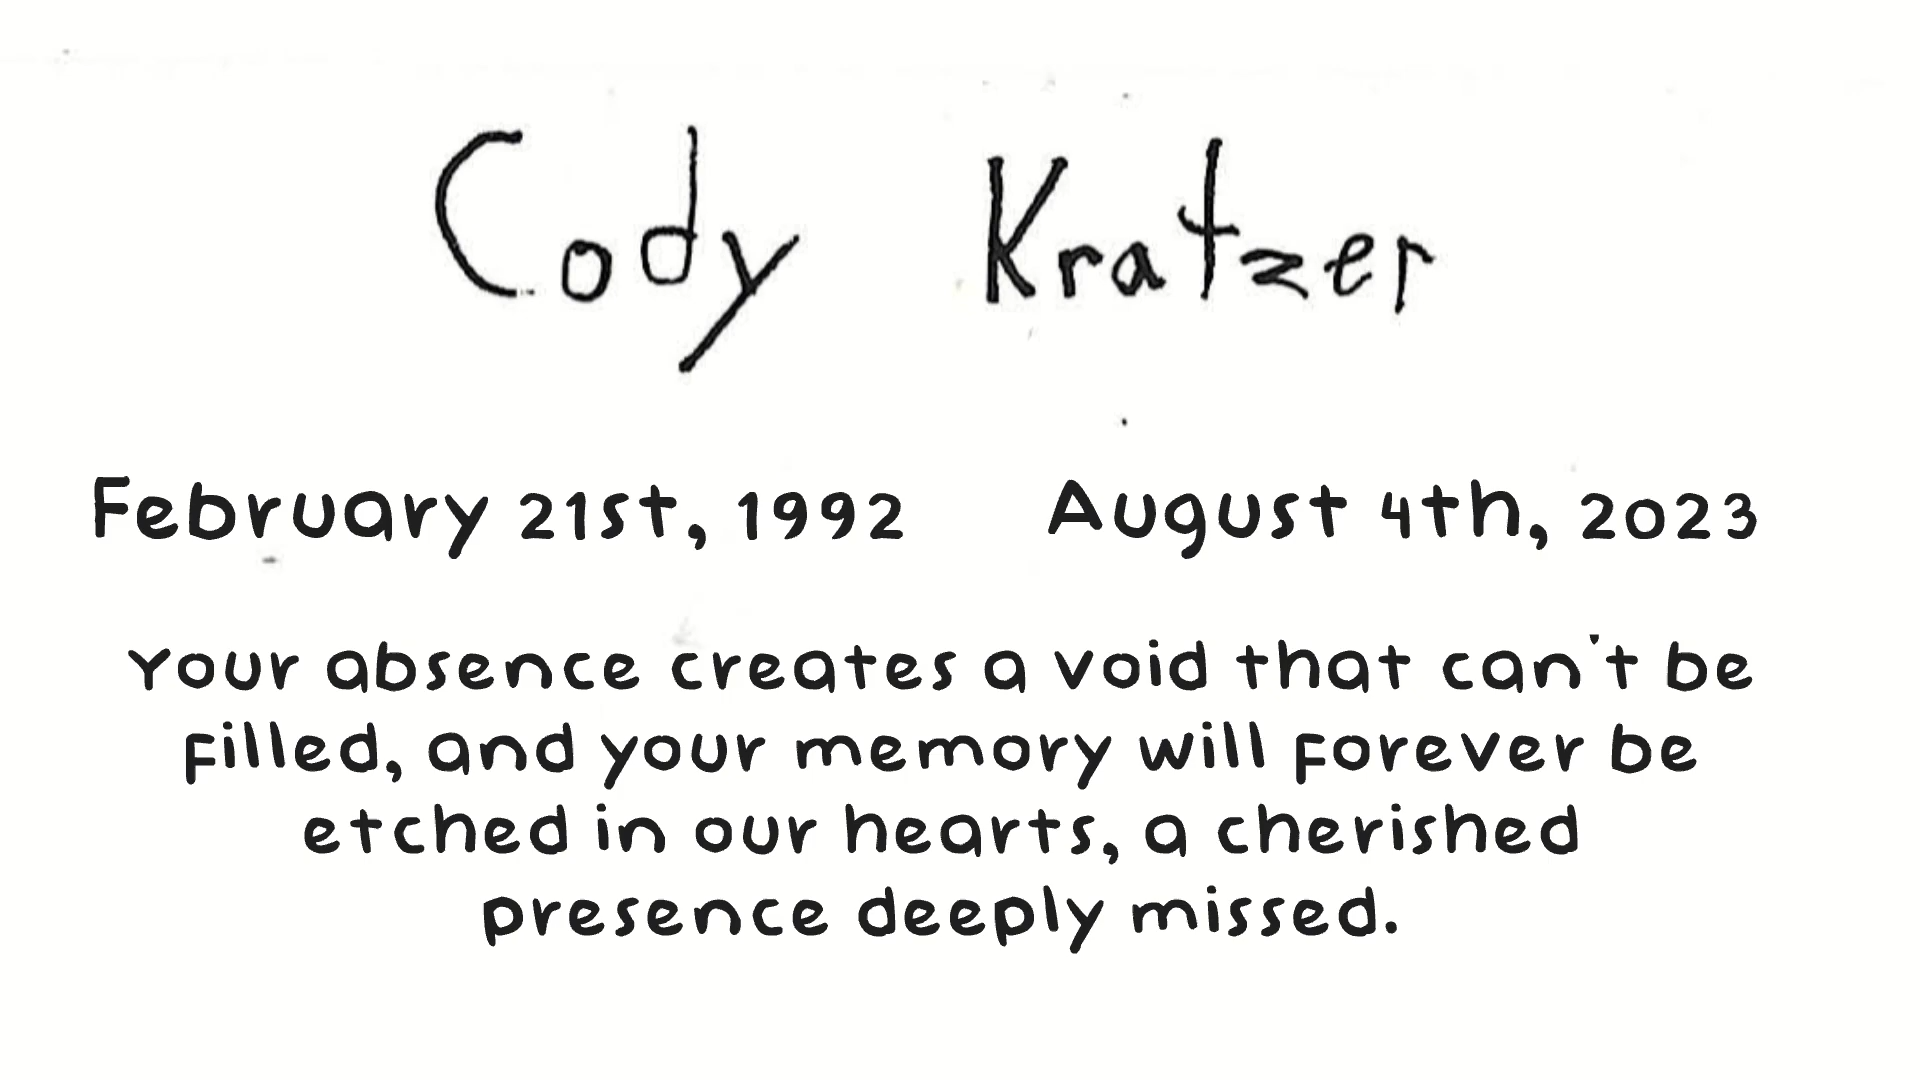 Cody Kratzer
February 21st, 1992 August 4th, 2023
Your absence creates a void that can't be
filled, and your memory will forever be
etched in our hearts, a cherished
presence deeply missed.